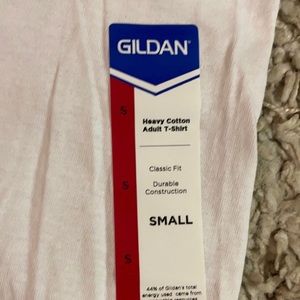 GILDAN®
S
Heavy Cotton
Adult T-Shirt
Classic Fit
Durable
Construction
S
SMALL
S
44% of Gildan's total
energy used came from